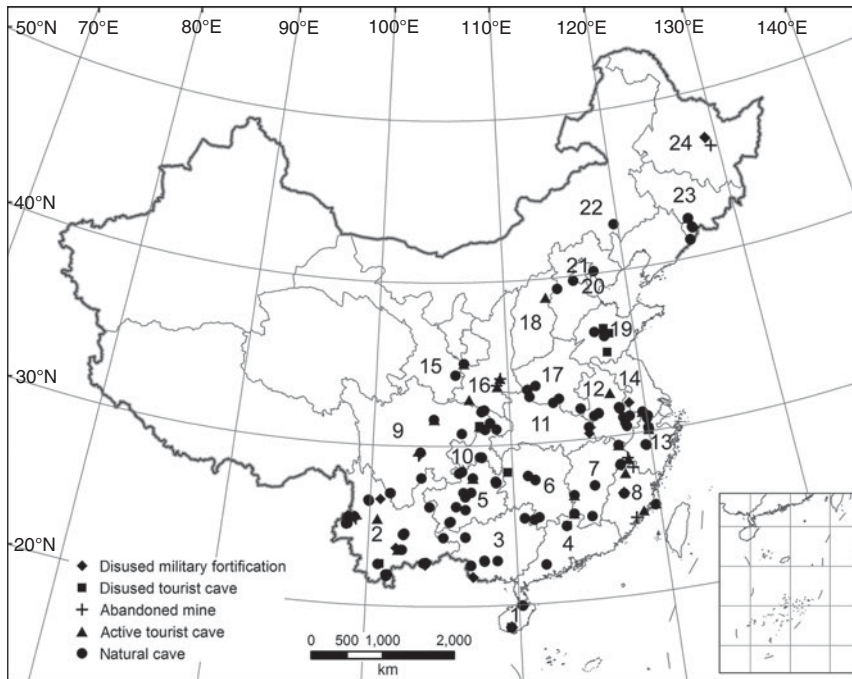 50°N 70°E 80°E 90°E 100°E 110°E 120°E 130°E 140°E
40°N
30°N
20°N
24
23
22
21
20
19
18
17
16
15
14
13
12
11
10
9
8
7
6
5
4
3
2
1
Disused military fortification
Disused tourist cave
Abandoned mine
Active tourist cave
Natural cave
0 500 1,000 2,000
km